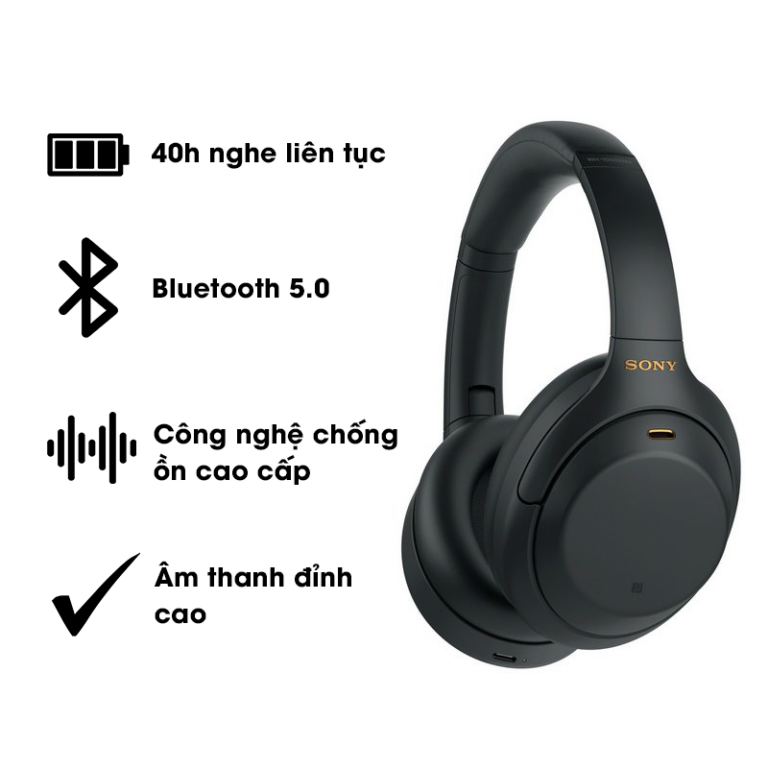 40h nghe liên tục
Bluetooth 5.0
SONY
Công nghệ chống
ồn cao cấp
Âm thanh đỉnh
cao